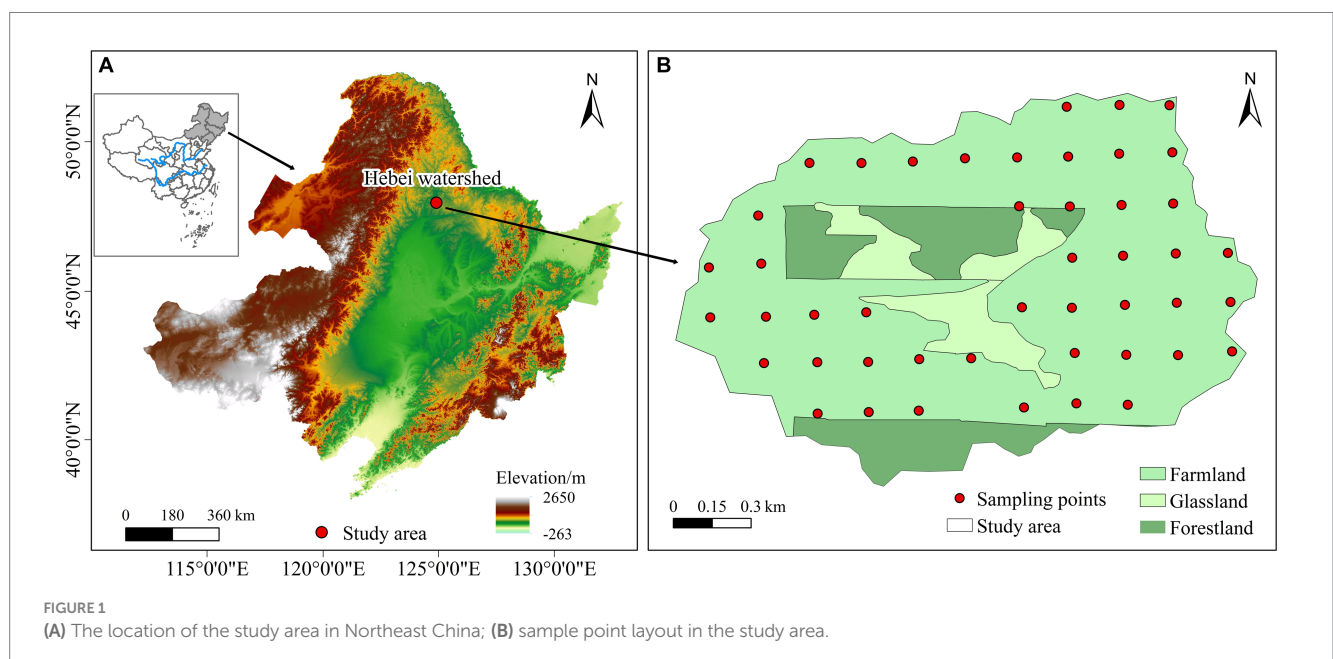 A
N
50°0'0"N
45°0'0"N
40°0'0"N
Hebei watershed
Elevation/m
2650
-263
0 180 360 km
Study area
115°0'0"E 120°0'0"E 125°0'0"E 130°0'0"E
B
N
0 0.15 0.3 km
Sampling points
Study area
Farmland
Glassland
Forestland
FIGURE 1
(A) The location of the study area in Northeast China; (B) sample point layout in the study area.